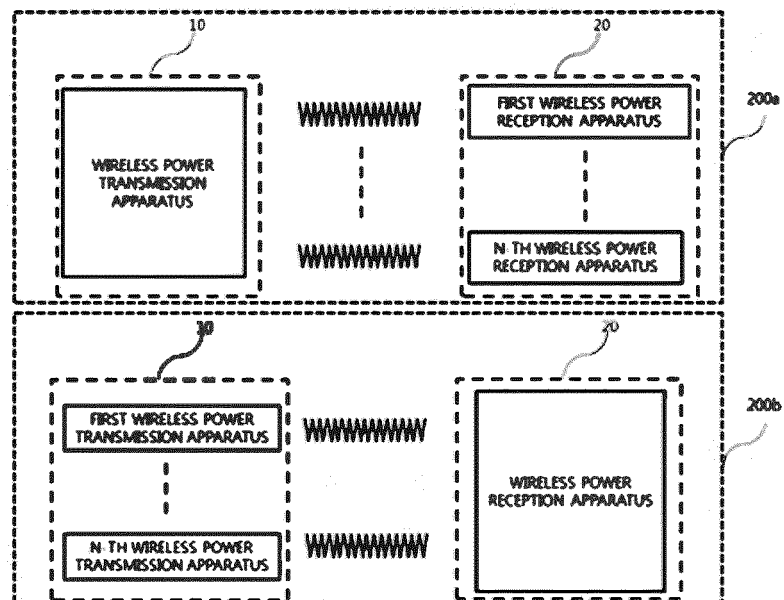 10
20
200a
WIRELESS POWER
TRANSMISSION
APPARATUS
FIRST WIRELESS POWER
RECEPTION APPARATUS
N-TH WIRELESS POWER
RECEPTION APPARATUS
10
20
200b
FIRST WIRELESS POWER
TRANSMISSION APPARATUS
N-TH WIRELESS POWER
TRANSMISSION APPARATUS
WIRELESS POWER
RECEPTION APPARATUS